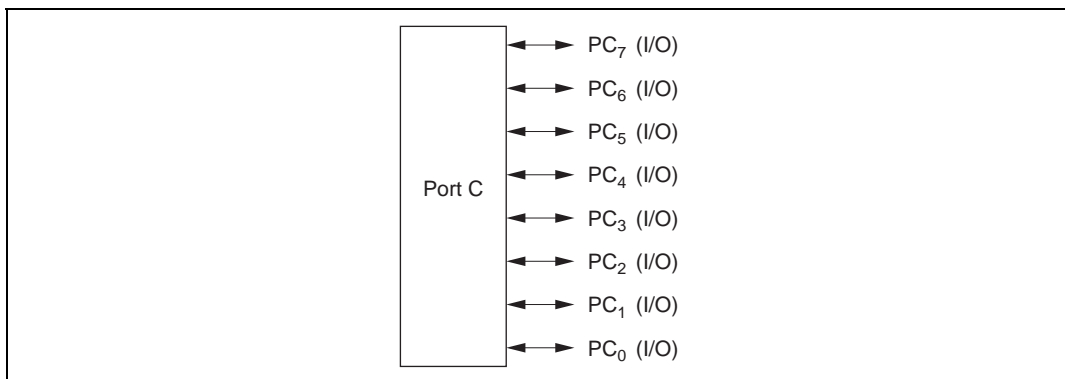 PC7 (I/O)
PC6 (I/O)
PC5 (I/O)
PC4 (I/O)
Port C
PC3 (I/O)
PC2 (I/O)
PC1 (I/O)
PC0 (I/O)